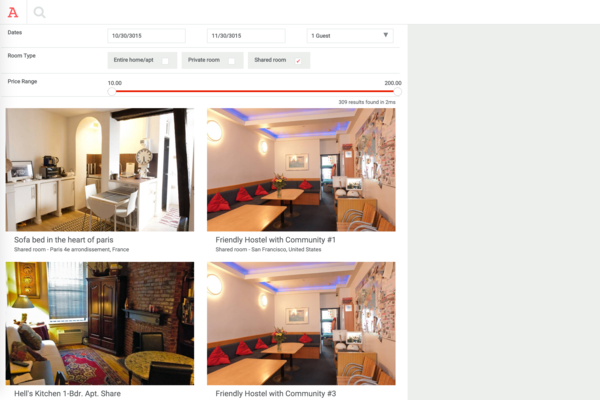 A
Dates
10/30/3015
11/30/3015
1 Guest
Room Type
Entire home/apt
Private room
Shared room
Price Range
10.00
200.00
309 results found in 2ms
Sofa bed in the heart of paris
Shared room - Paris 4e arrondissement, France
Friendly Hostel with Community #1
Shared room - San Francisco, United States
Hell's Kitchen 1-Bdr. Apt. Share
Friendly Hostel with Community #3